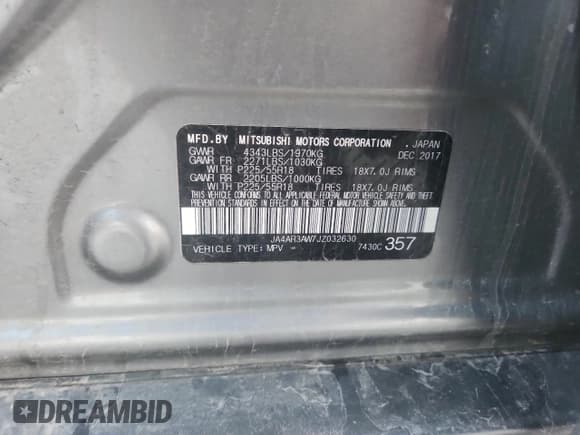 MFD.BY MITSUBISHI MOTORS CORPORATION . JAPAN
GVWR 4343LBS/1970KG DEC 2017
GAWR FR 2271LBS/1030KG
WITH P225/55R18 TIRES 18X7.0J RIMS
GAWR RR 2205LBS/1000KG
WITH P225/55R18 TIRES 18X7.0J RIMS
THIS VEHICLE CONFORMS TO ALL APPLICABLE FEDERAL MOTOR VEHICLE SAFETY AND THEFT
PREVENTION STANDARDS IN EFFECT ON THE DATE OF MANUFACTURE SHOWN ABOVE.
JA4AR3AW7JZ032630
VEHICLE TYPE: MPV 7430C 357
DREAMBID